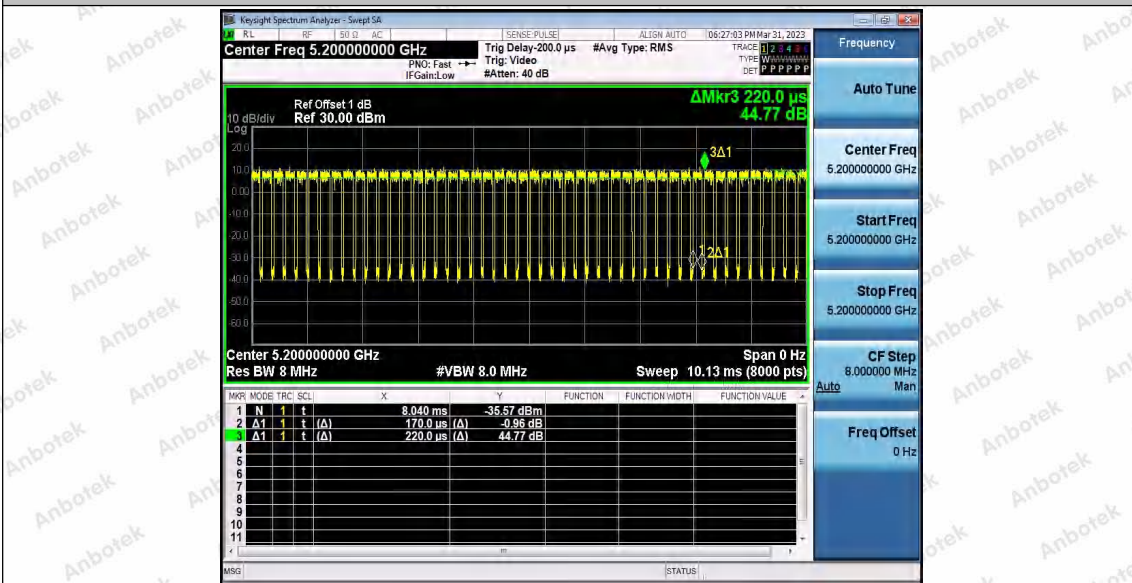 Keysight Spectrum Analyzer - Swept SA
RL RF 50 Ω AC SENSE:PULSE ALIGN AUTO 06:27:03 PM Mar 31, 2023
Center Freq 5.200000000 GHz
PNO: Fast
IFGain:Low
Trig Delay-200.0 µs
Trig: Video
#Atten: 40 dB
#Avg Type: RMS
TRACE 1 2 3 4 5 6
TYPE WWWWWW
DET P P P P P P
ΔMkr3 220.0 µs
44.77 dB
Ref Offset 1 dB
10 dB/div Ref 30.00 dBm
Log
20.0
10.0
0.00
-10.0
-20.0
-30.0
-40.0
-50.0
-60.0
3Δ1
1 2Δ1
Center 5.200000000 GHz Span 0 Hz
Res BW 8 MHz #VBW 8.0 MHz Sweep 10.13 ms (8000 pts)
MKR MODE TRC SCL X Y FUNCTION FUNCTION WIDTH FUNCTION VALUE
1 N 1 t 8.040 ms -35.57 dBm
2 Δ1 1 t (Δ) 170.0 µs (Δ) -0.96 dB
3 Δ1 1 t (Δ) 220.0 µs (Δ) 44.77 dB
4
5
6
7
8
9
10
11
MSG STATUS
Frequency
Auto Tune
Center Freq
5.200000000 GHz
Start Freq
5.200000000 GHz
Stop Freq
5.200000000 GHz
CF Step
8.000000 MHz
Auto Man
Freq Offset
0 Hz
Anbotek